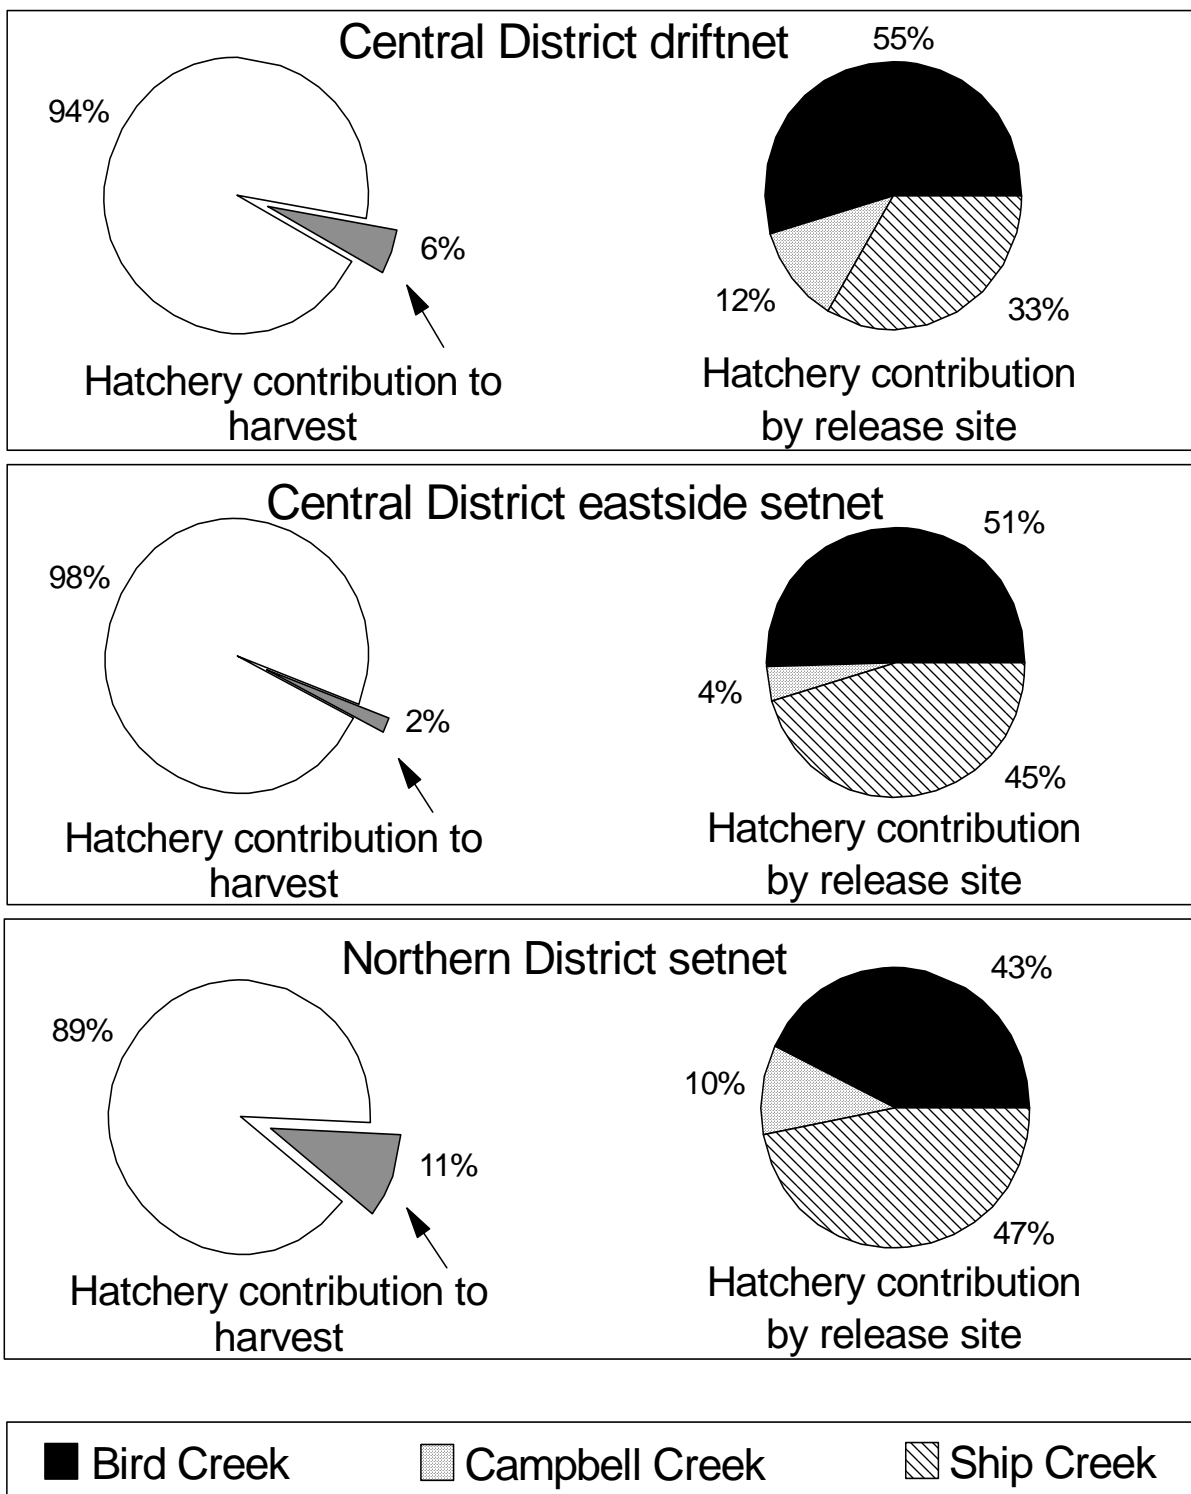 Central District driftnet
55%
94%
6%
12%
33%
Hatchery contribution to
harvest
Hatchery contribution
by release site
Central District eastside setnet
51%
98%
2%
4%
45%
Hatchery contribution to
harvest
Hatchery contribution
by release site
Northern District setnet
43%
89%
10%
11%
47%
Hatchery contribution to
harvest
Hatchery contribution
by release site
Bird Creek
Campbell Creek
Ship Creek